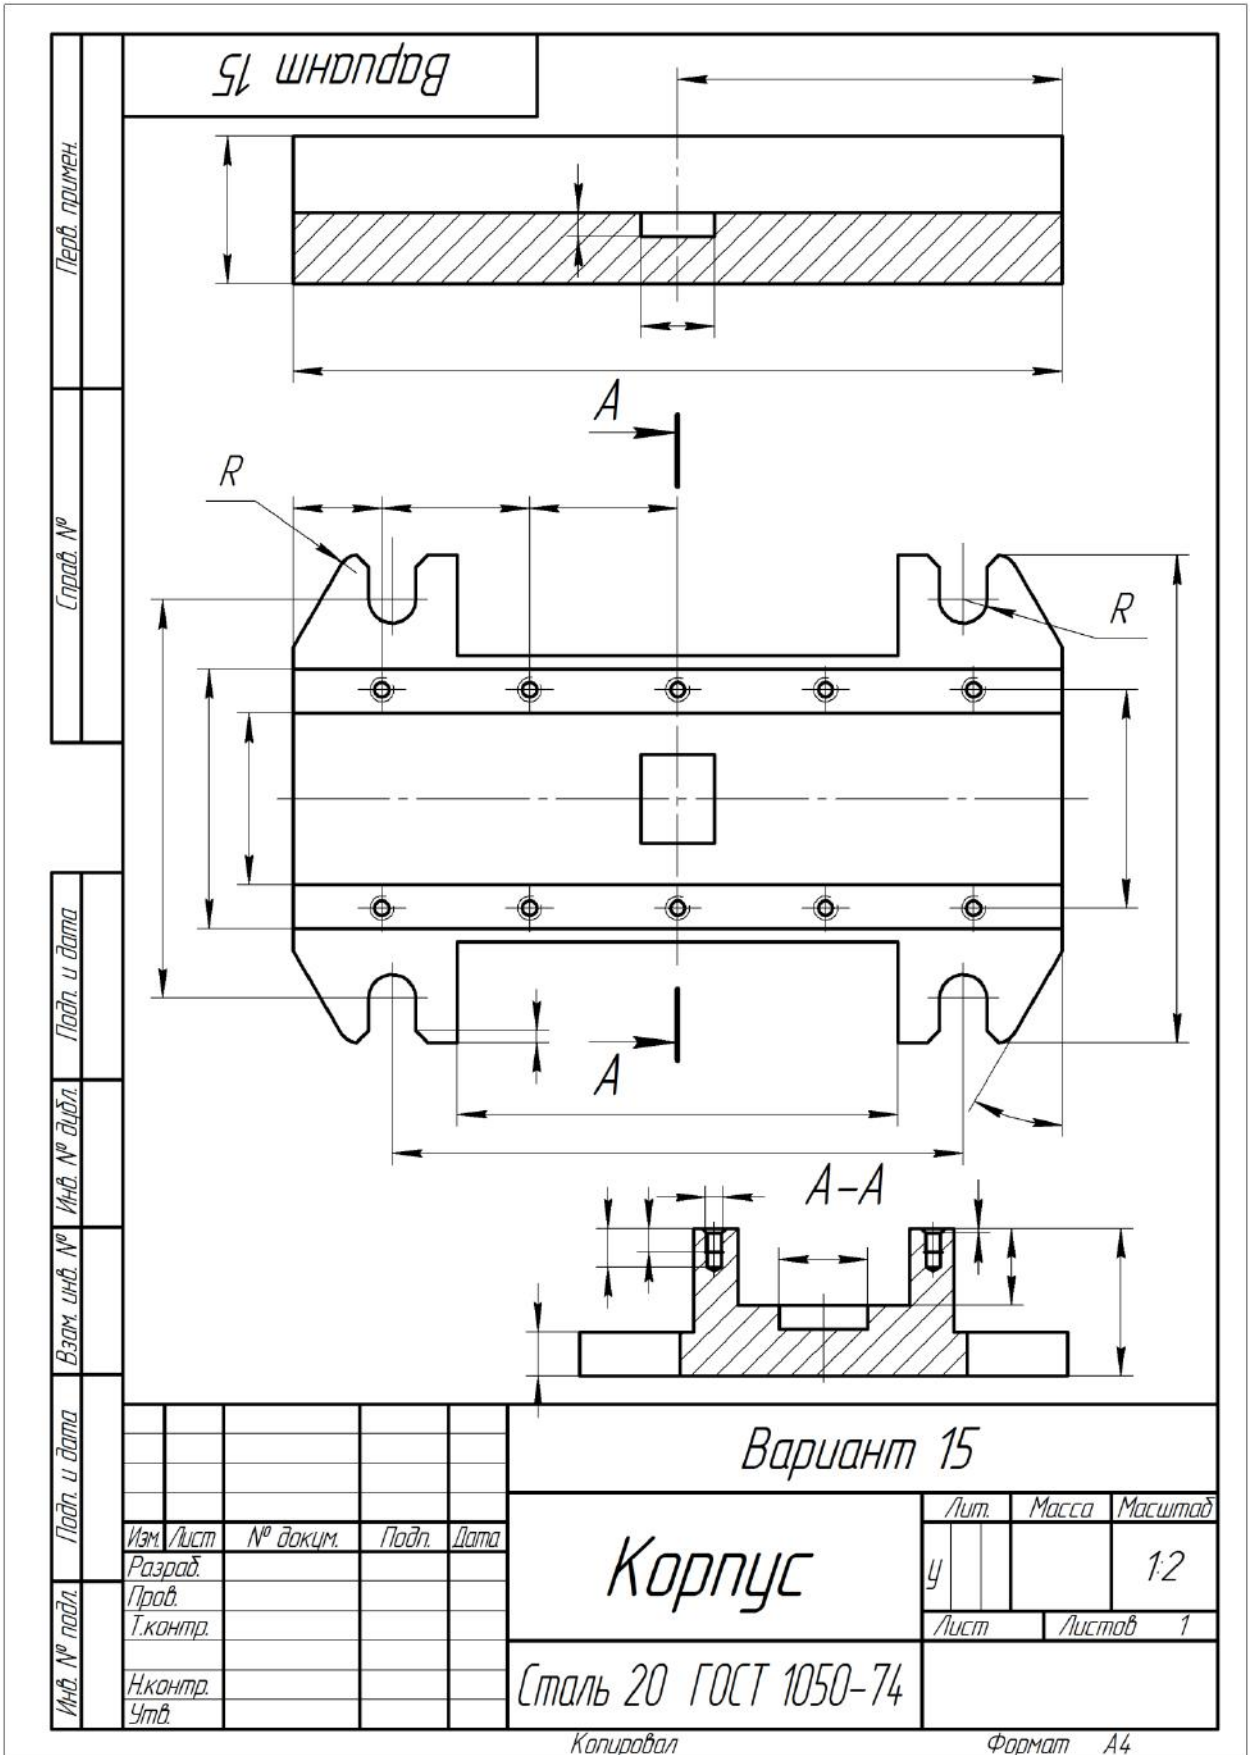 Вариант 15
Перв. примен.
Справ. №
Подп. и дата
Инв. № дубл.
Взам. инв. №
Подп. и дата
Инв. № подл.
A
R
R
A
A-A
Вариант 15
Корпус
Сталь 20 ГОСТ 1050-74
Лит. Масса Масштаб
у 1:2
Лист Листов 1
Изм. Лист № докум. Подп. Дата
Разраб.
Пров.
Т.контр.
Н.контр.
Утв.
Копировал Формат А4